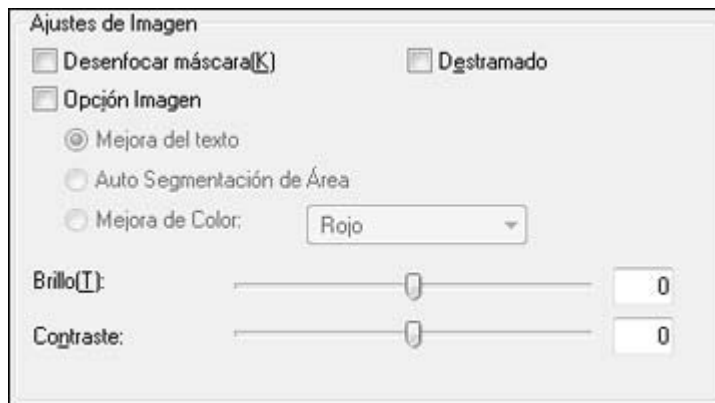 Ajustes de Imagen
Desenfocar máscara(K) Destramado
Opción Imagen
Mejora del texto
Auto Segmentación de Área
Mejora de Color: Rojo
Brillo(T): 0
Contraste: 0